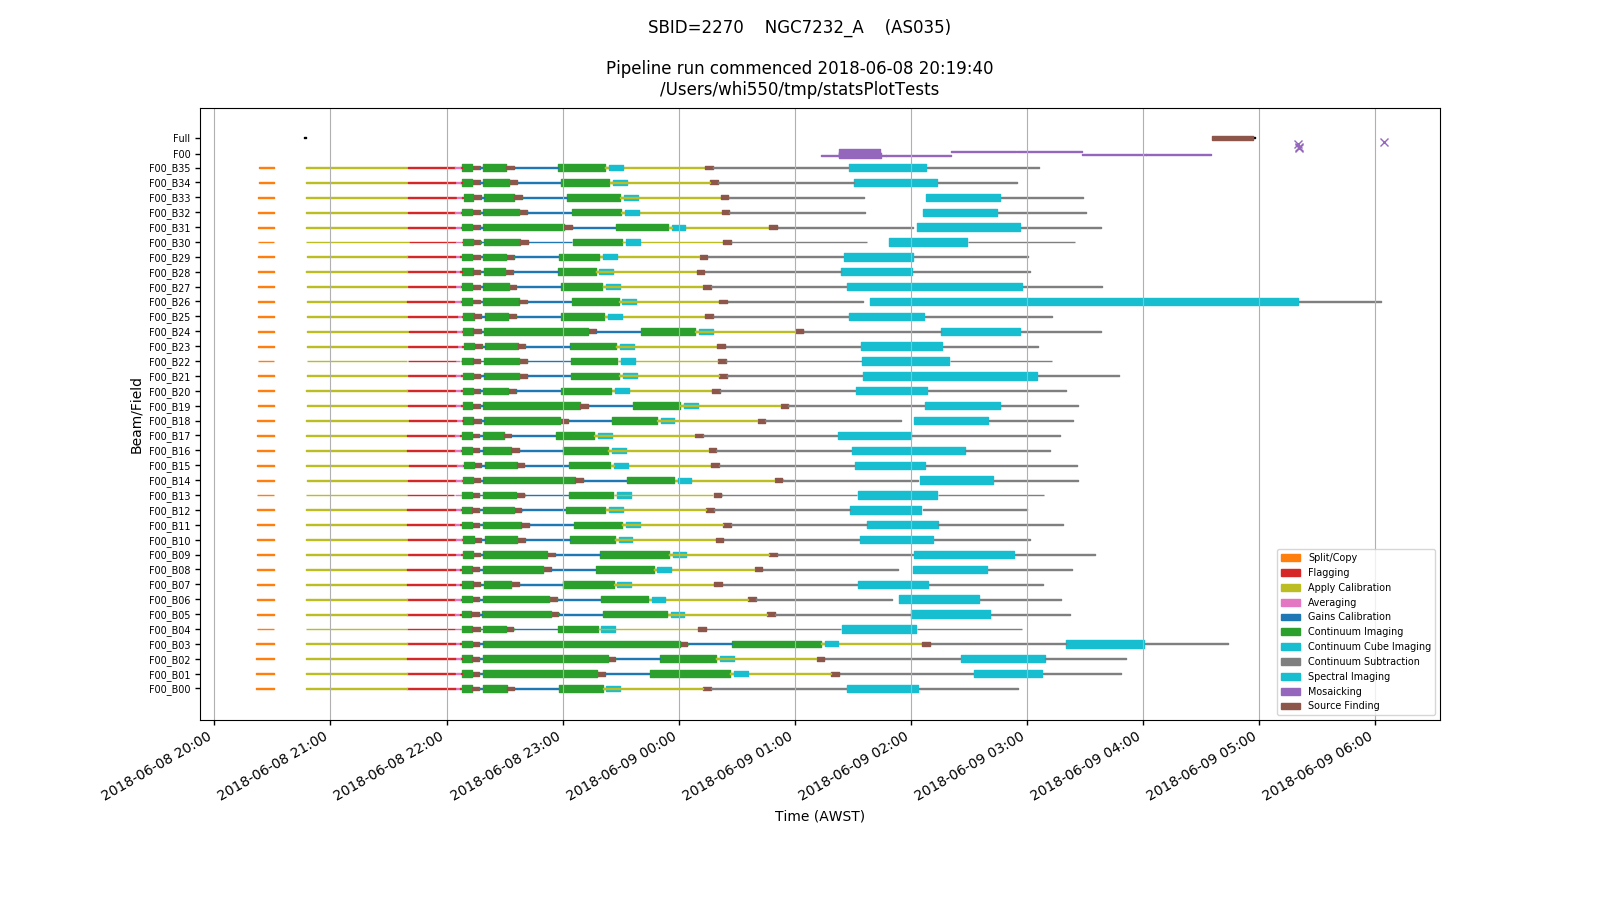 SBID=2270    NGC7232_A    (AS035)
Pipeline run commenced 2018-06-08 20:19:40
/Users/whi550/tmp/statsPlotTests
Beam/Field
Full
F00
F00_B35
F00_B34
F00_B33
F00_B32
F00_B31
F00_B30
F00_B29
F00_B28
F00_B27
F00_B26
F00_B25
F00_B24
F00_B23
F00_B22
F00_B21
F00_B20
F00_B19
F00_B18
F00_B17
F00_B16
F00_B15
F00_B14
F00_B13
F00_B12
F00_B11
F00_B10
F00_B09
F00_B08
F00_B07
F00_B06
F00_B05
F00_B04
F00_B03
F00_B02
F00_B01
F00_B00
Split/Copy
Flagging
Apply Calibration
Averaging
Gains Calibration
Continuum Imaging
Continuum Cube Imaging
Continuum Subtraction
Spectral Imaging
Mosaicking
Source Finding
2018-06-08 20:00
2018-06-08 21:00
2018-06-08 22:00
2018-06-08 23:00
2018-06-09 00:00
2018-06-09 01:00
2018-06-09 02:00
2018-06-09 03:00
2018-06-09 04:00
2018-06-09 05:00
2018-06-09 06:00
Time (AWST)